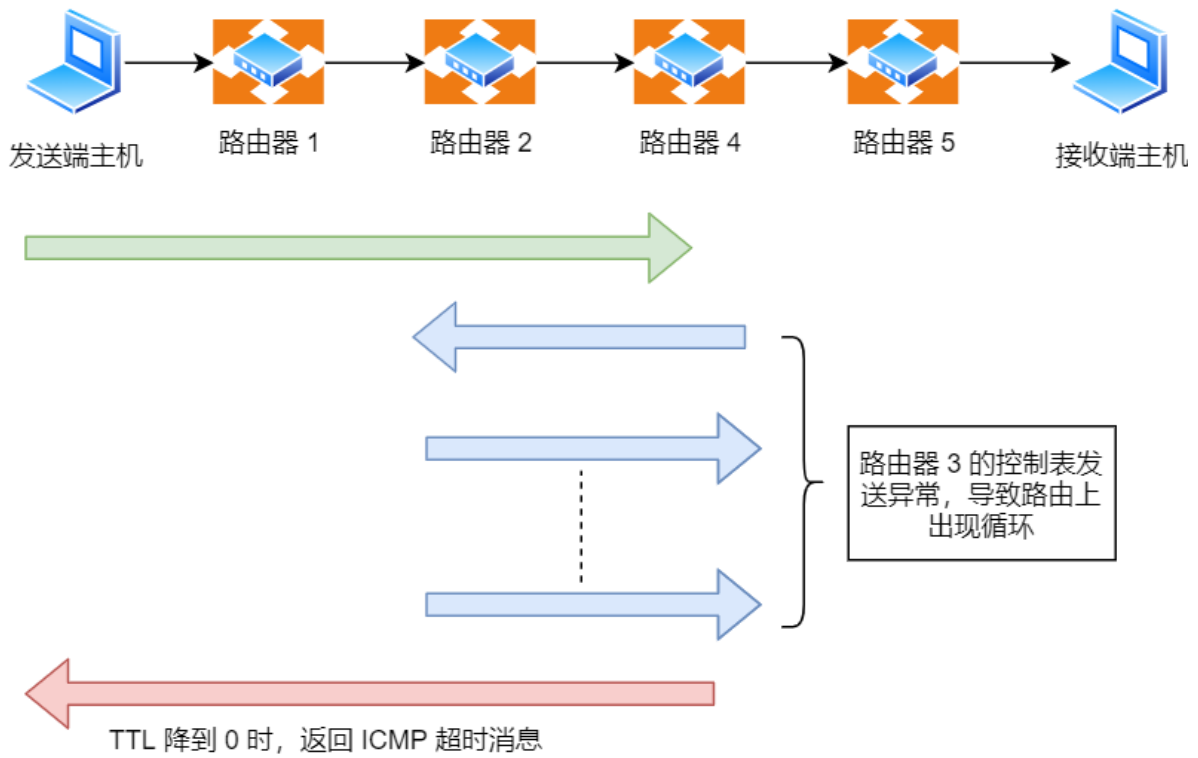 发送端主机
路由器 1
路由器 2
路由器 4
路由器 5
接收端主机
路由器 3 的控制表发
送异常，导致路由上
出现循环
TTL 降到 0 时，返回 ICMP 超时消息